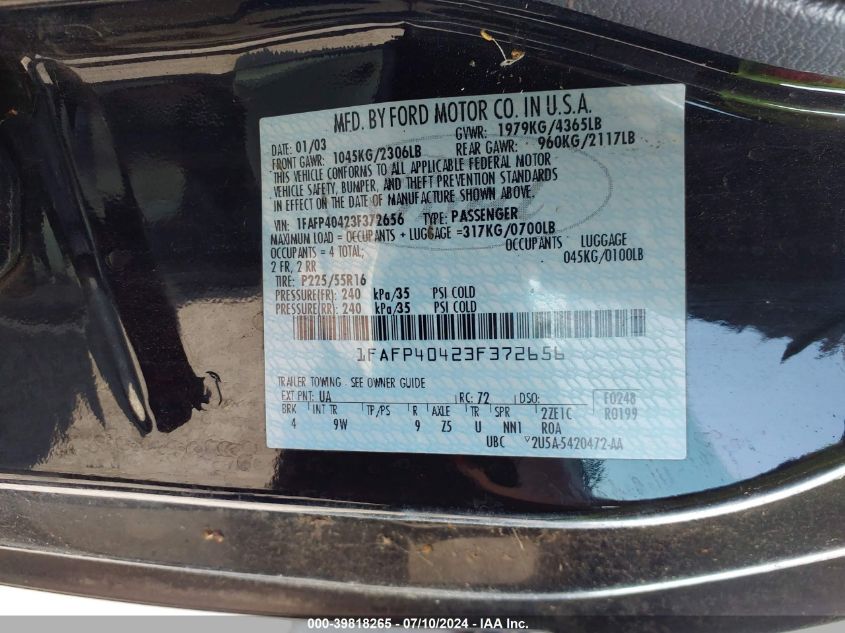 MFD. BY FORD MOTOR CO. IN U.S.A.
DATE: 01/03 GVWR: 1979KG/4365LB
FRONT GAWR: 1045KG/2306LB REAR GAWR: 960KG/2117LB
THIS VEHICLE CONFORMS TO ALL APPLICABLE FEDERAL MOTOR
VEHICLE SAFETY, BUMPER, AND THEFT PREVENTION STANDARDS
IN EFFECT ON THE DATE OF MANUFACTURE SHOWN ABOVE.
VIN: 1FAFP40423F372656 TYPE: PASSENGER
MAXIMUM LOAD = OCCUPANTS + LUGGAGE =317KG/0700LB
OCCUPANTS = 4 TOTAL; OCCUPANTS LUGGAGE
2 FR, 2 RR 045KG/0100LB
TIRE: P225/55R16
PRESSURE(FR): 240 kPa/35 PSI COLD
PRESSURE(RR): 240 kPa/35 PSI COLD
1FAFP40423F372656
TRAILER TOWING - SEE OWNER GUIDE
EXT PNT: UA RC: 72 DSO: F0248
BRK INT TR TP/PS R AXLE TR SPR 2ZE1C R0199
4 9W 9 Z5 U NN1 ROA
UBC 2U5A-5420472-AA
000-39818265 - 07/10/2024 - IAA Inc.